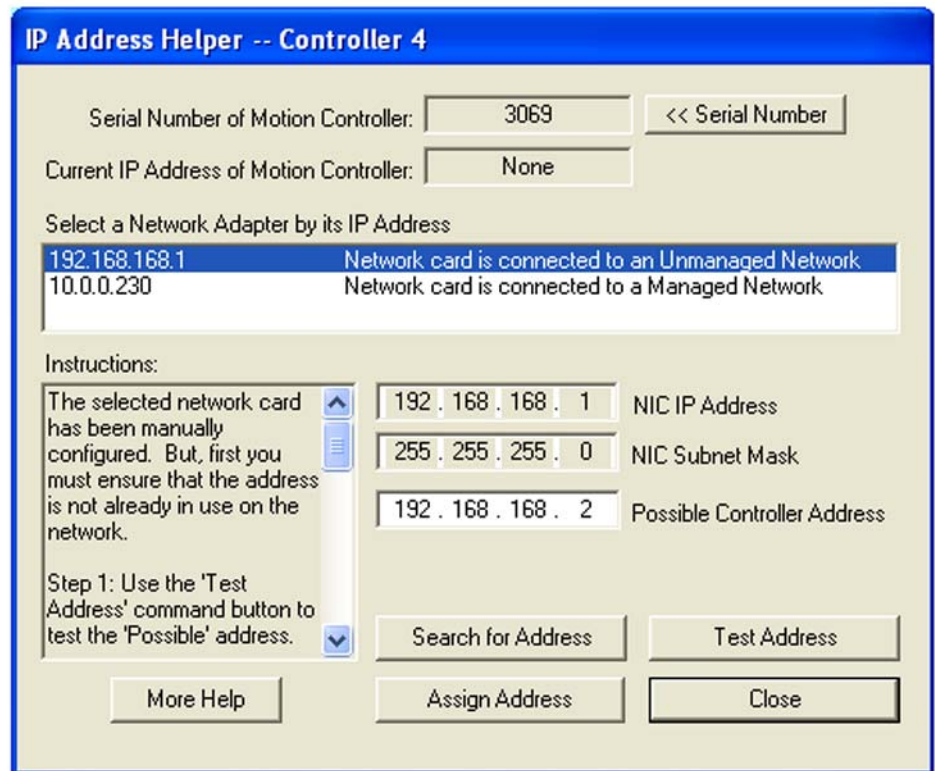 IP Address Helper -- Controller 4
Serial Number of Motion Controller: 3069 << Serial Number
Current IP Address of Motion Controller: None
Select a Network Adapter by its IP Address
192.168.168.1 Network card is connected to an Unmanaged Network
10.0.0.230 Network card is connected to a Managed Network
Instructions:
The selected network card
has been manually
configured. But, first you
must ensure that the address
is not already in use on the
network.
Step 1: Use the 'Test
Address' command button to
test the 'Possible' address.
192 . 168 . 168 . 1 NIC IP Address
255 . 255 . 255 . 0 NIC Subnet Mask
192 . 168 . 168 . 2 Possible Controller Address
Search for Address Test Address
More Help Assign Address Close